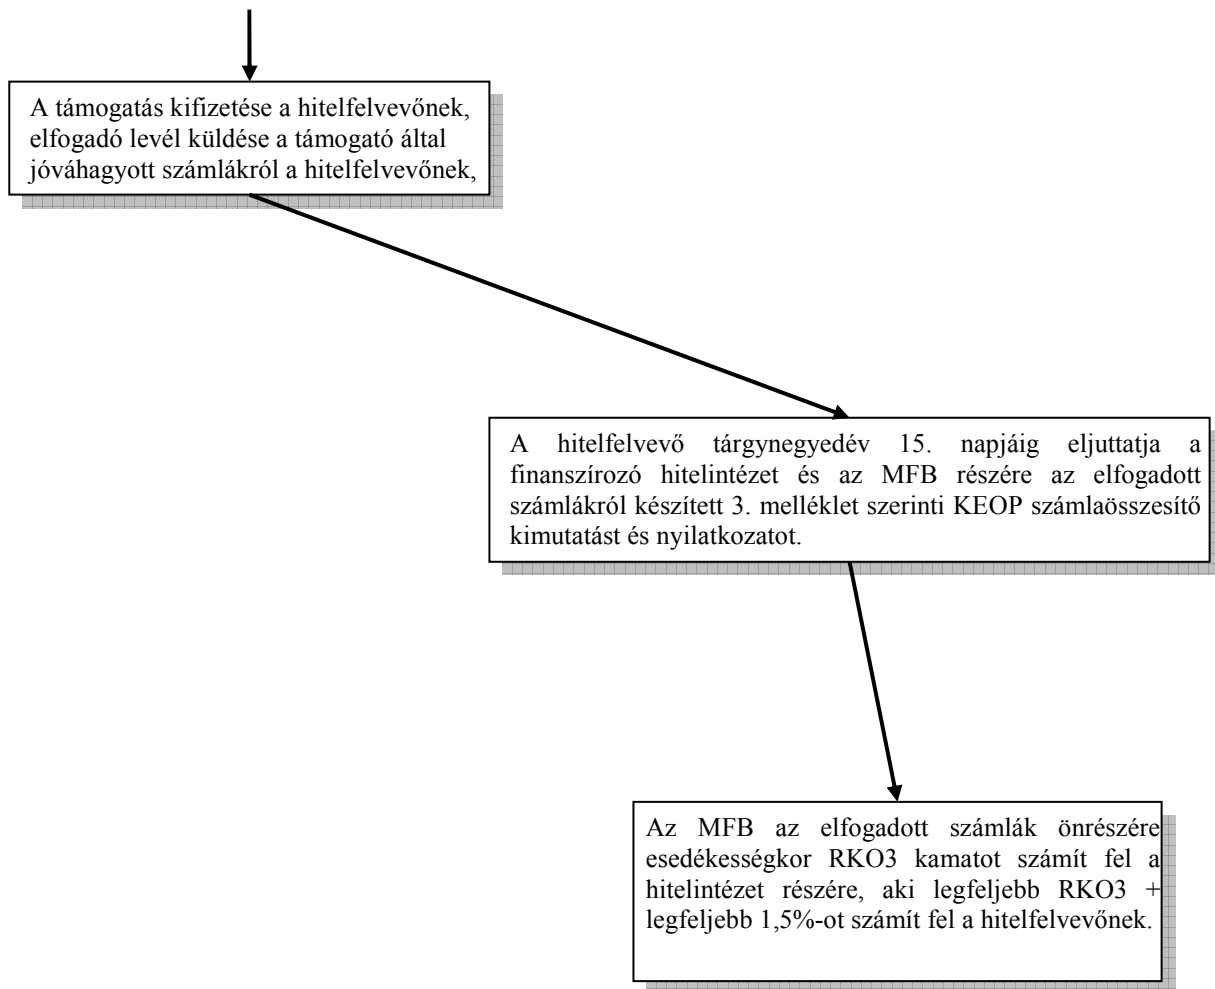 A támogatás kifizetése a hitelfelvevőnek,
elfogadó levél küldése a támogató által
jóváhagyott számlákról a hitelfelvevőnek,
A hitelfelvevő tárgynegyedév 15. napjáig eljuttatja a
finanszírozó hitelintézet és az MFB részére az elfogadott
számlákról készített 3. melléklet szerinti KEOP számlaösszesítő
kimutatást és nyilatkozatot.
Az MFB az elfogadott számlák önrészére
esedékességkor RKO3 kamatot számít fel a
hitelintézet részére, aki legfeljebb RKO3 +
legfeljebb 1,5%-ot számít fel a hitelfelvevőnek.